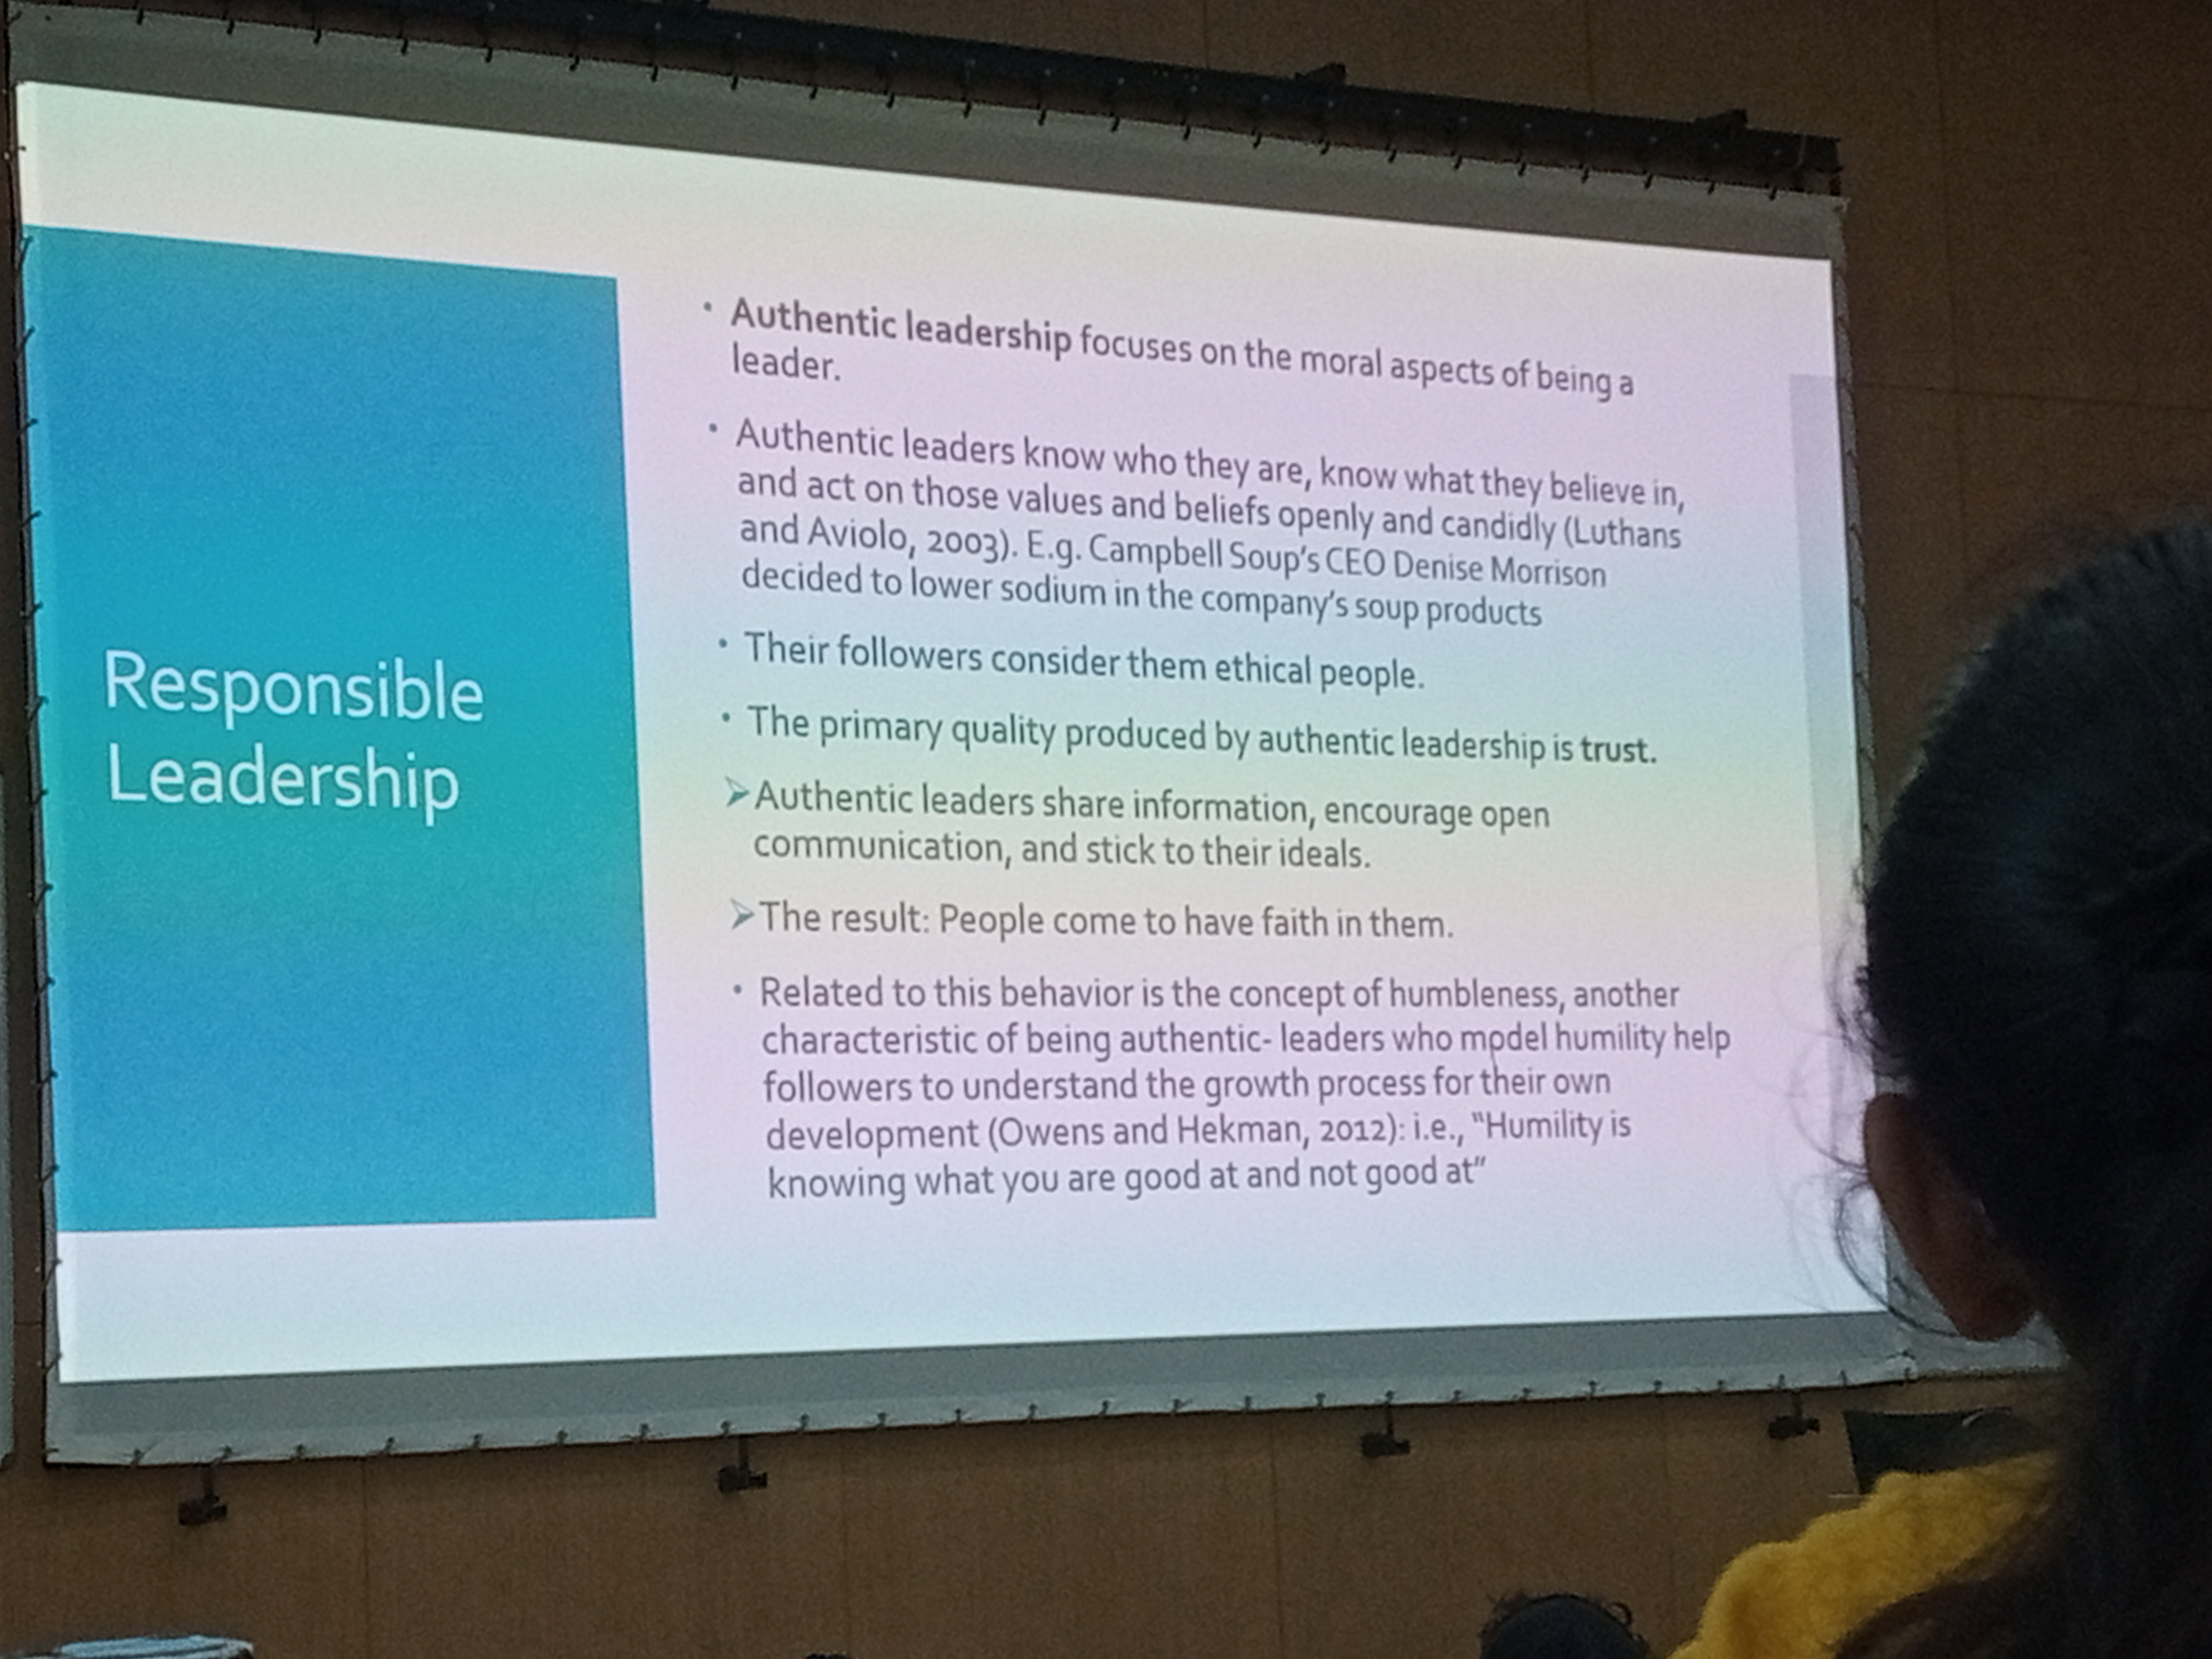 Responsible
Leadership
• Authentic leadership focuses on the moral aspects of being a
leader.
• Authentic leaders know who they are, know what they believe in,
and act on those values and beliefs openly and candidly (Luthans
and Aviolo, 2003). E.g. Campbell Soup's CEO Denise Morrison
decided to lower sodium in the company's soup products
• Their followers consider them ethical people.
• The primary quality produced by authentic leadership is trust.
➢ Authentic leaders share information, encourage open
communication, and stick to their ideals.
➢ The result: People come to have faith in them.
• Related to this behavior is the concept of humbleness, another
characteristic of being authentic- leaders who model humility help
followers to understand the growth process for their own
development (Owens and Hekman, 2012): i.e., "Humility is
knowing what you are good at and not good at"